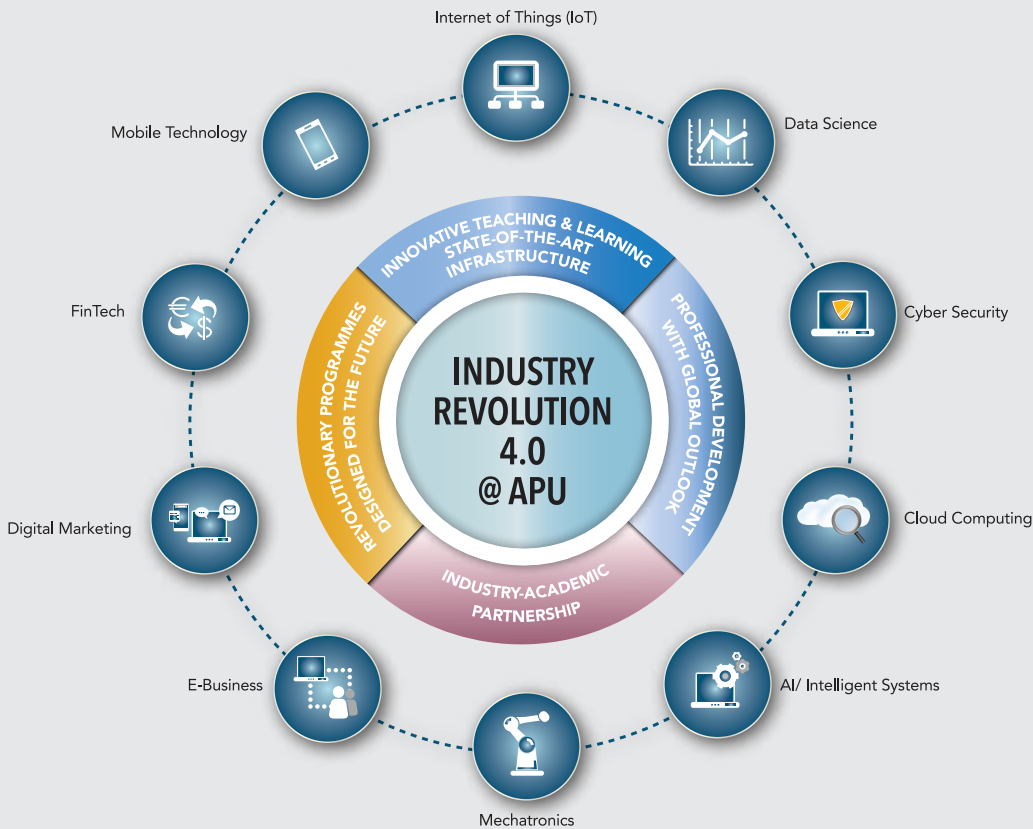 Internet of Things (IoT)
Data Science
Cyber Security
Cloud Computing
AI/ Intelligent Systems
Mechatronics
E-Business
Digital Marketing
FinTech
Mobile Technology
INNOVATIVE TEACHING & LEARNING
STATE-OF-THE-ART
INFRASTRUCTURE
PROFESSIONAL DEVELOPMENT
WITH GLOBAL OUTLOOK
INDUSTRY-ACADEMIC
PARTNERSHIP
REVOLUTIONARY PROGRAMMES
DESIGNED FOR THE FUTURE
INDUSTRY
REVOLUTION
4.0
@ APU
€
$